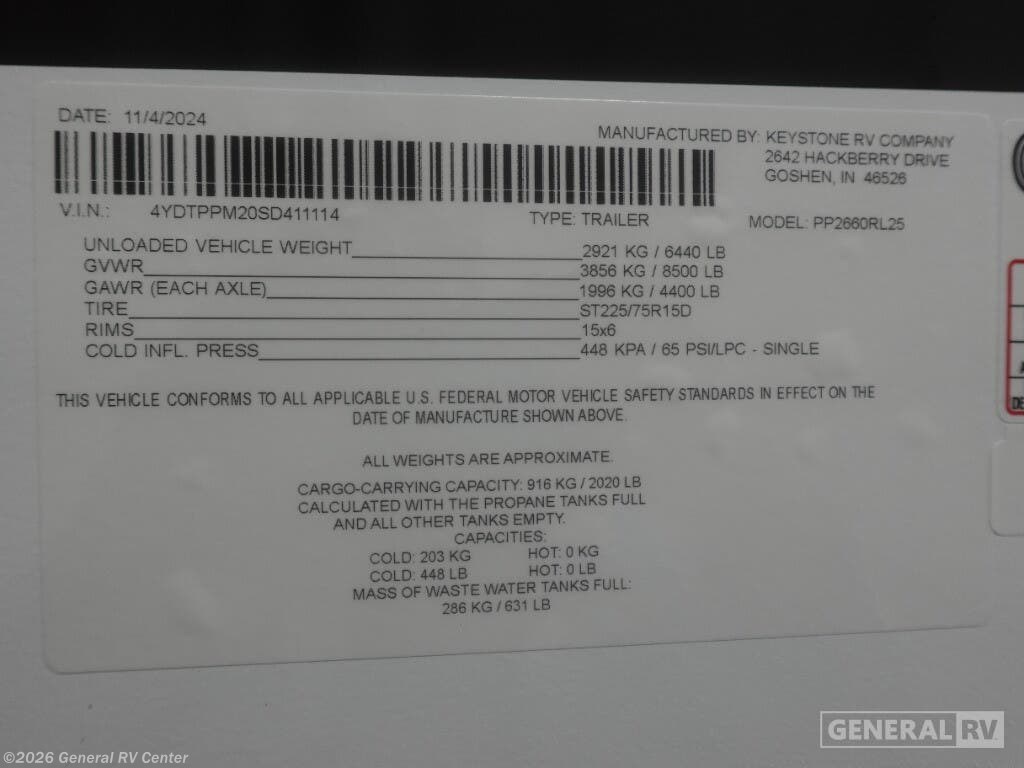 DATE: 11/4/2024
MANUFACTURED BY: KEYSTONE RV COMPANY
2642 HACKBERRY DRIVE
GOSHEN, IN 46526
V.I.N.: 4YDTPPM20SD411114 TYPE: TRAILER MODEL: PP2660RL25
UNLOADED VEHICLE WEIGHT 2921 KG / 6440 LB
GVWR 3856 KG / 8500 LB
GAWR (EACH AXLE) 1996 KG / 4400 LB
TIRE ST225/75R15D
RIMS 15x6
COLD INFL. PRESS 448 KPA / 65 PSI/LPC - SINGLE
THIS VEHICLE CONFORMS TO ALL APPLICABLE U.S. FEDERAL MOTOR VEHICLE SAFETY STANDARDS IN EFFECT ON THE
DATE OF MANUFACTURE SHOWN ABOVE.
ALL WEIGHTS ARE APPROXIMATE.
CARGO-CARRYING CAPACITY: 916 KG / 2020 LB
CALCULATED WITH THE PROPANE TANKS FULL
AND ALL OTHER TANKS EMPTY.
CAPACITIES:
COLD: 203 KG HOT: 0 KG
COLD: 448 LB HOT: 0 LB
MASS OF WASTE WATER TANKS FULL:
286 KG / 631 LB
GENERAL RV
©2026 General RV Center